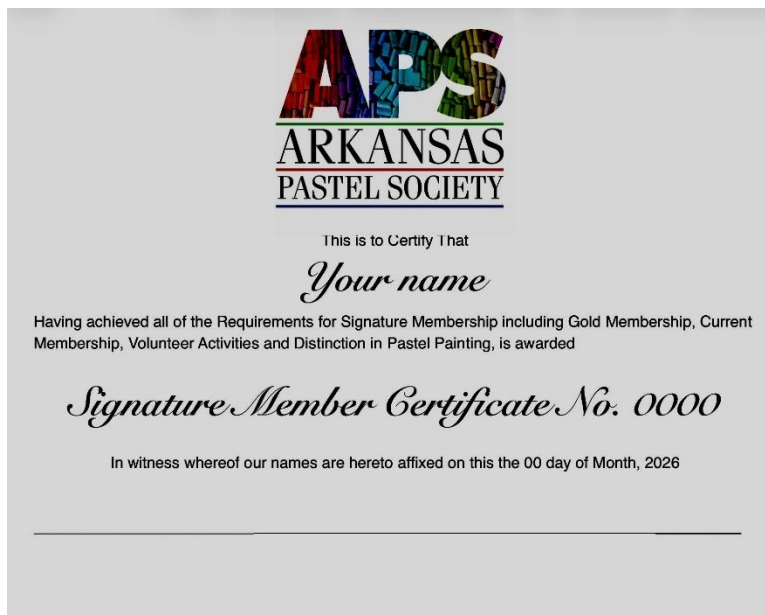 APS
ARKANSAS
PASTEL SOCIETY
This is to Certify That
Your name
Having achieved all of the Requirements for Signature Membership including Gold Membership, Current
Membership, Volunteer Activities and Distinction in Pastel Painting, is awarded
Signature Member Certificate No. 0000
In witness whereof our names are hereto affixed on this the 00 day of Month, 2026